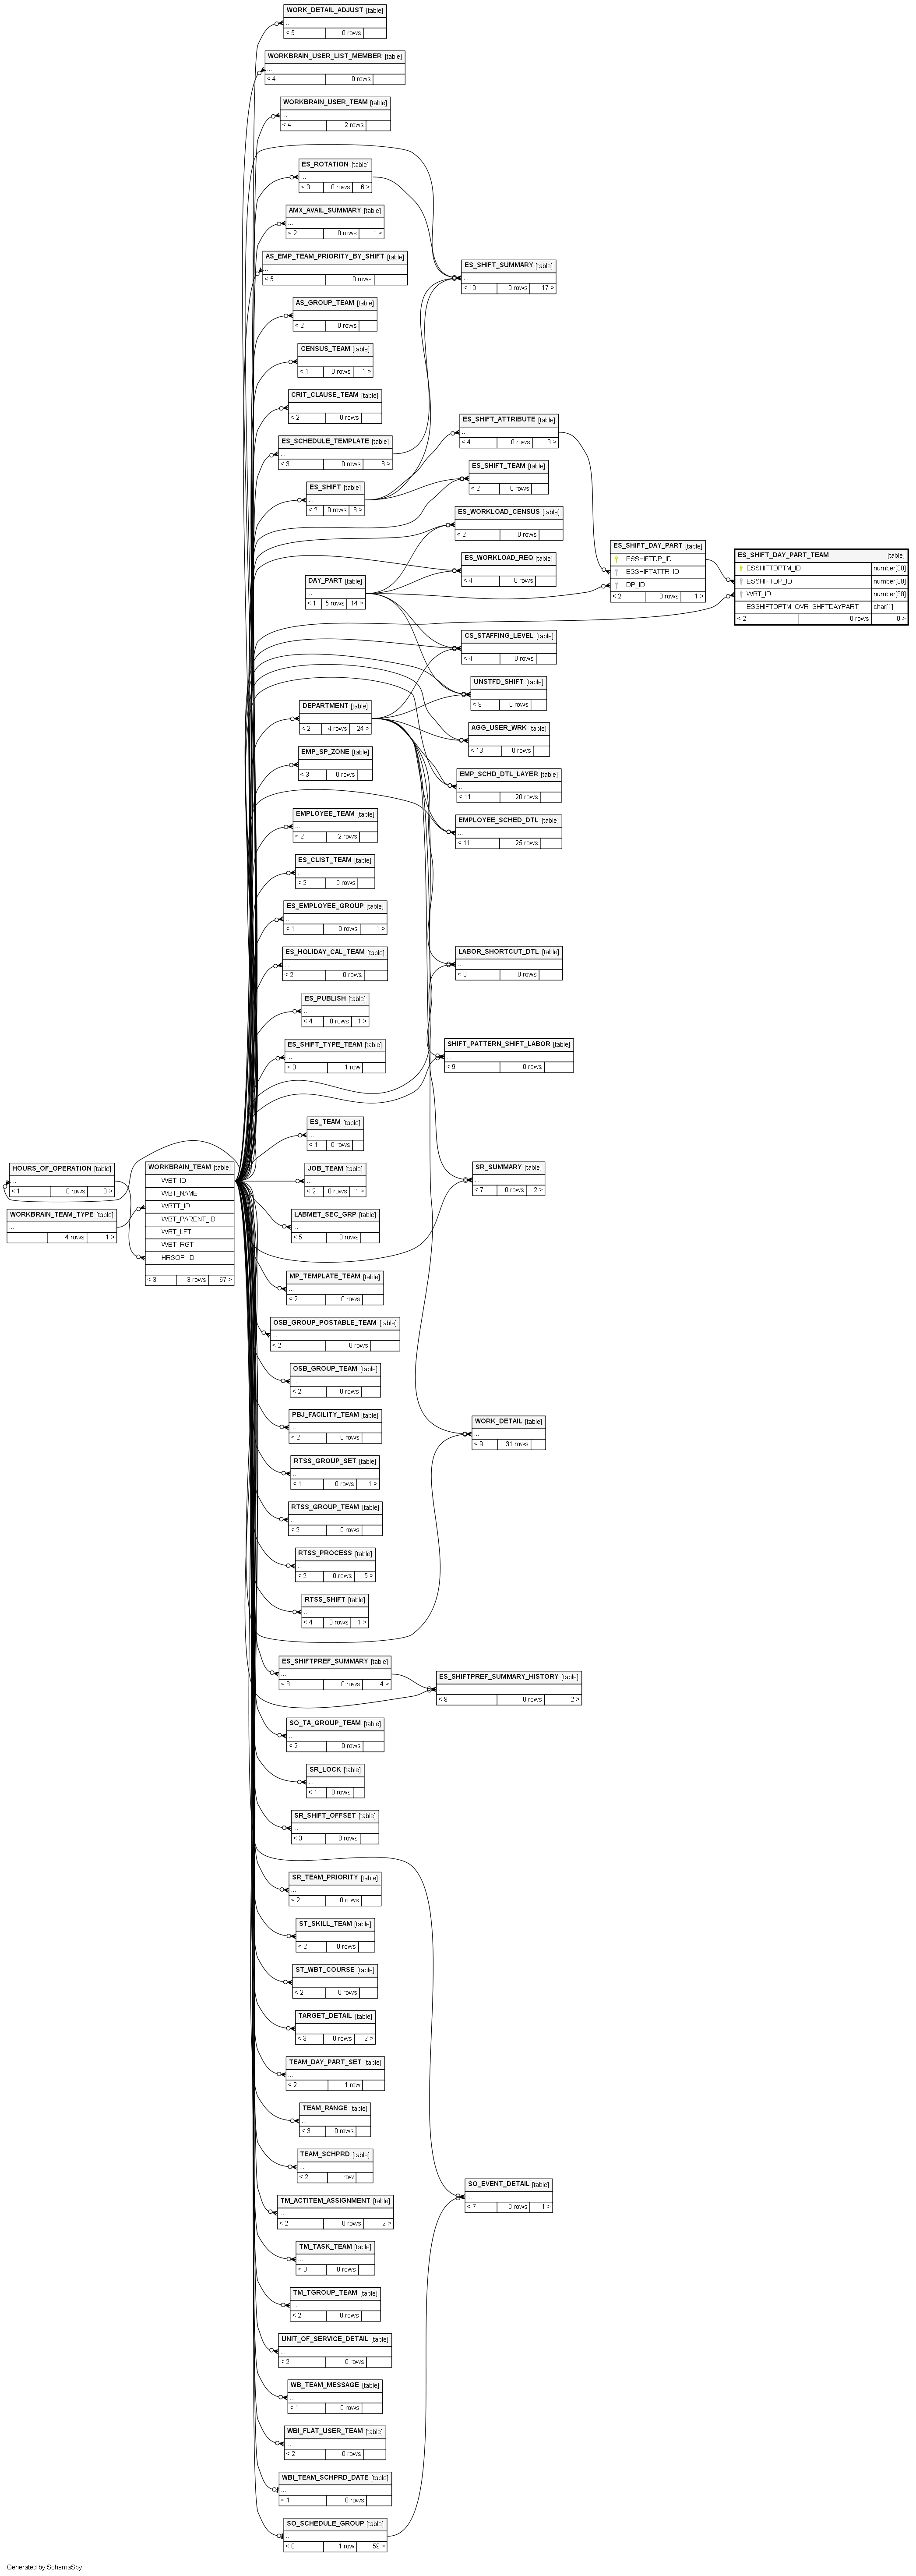 WORK_DETAIL_ADJUST [table]
...
< 5 0 rows
WORKBRAIN_USER_LIST_MEMBER [table]
...
< 4 0 rows
WORKBRAIN_USER_TEAM [table]
...
< 4 2 rows
ES_ROTATION [table]
...
< 3 0 rows 6 >
AMX_AVAIL_SUMMARY [table]
...
< 2 0 rows 1 >
AS_EMP_TEAM_PRIORITY_BY_SHIFT [table]
...
< 5 0 rows
ES_SHIFT_SUMMARY [table]
...
< 10 0 rows 17 >
AS_GROUP_TEAM [table]
...
< 2 0 rows
CENSUS_TEAM [table]
...
< 1 0 rows 1 >
CRIT_CLAUSE_TEAM [table]
...
< 2 0 rows
ES_SHIFT_ATTRIBUTE [table]
...
< 4 0 rows 3 >
ES_SCHEDULE_TEMPLATE [table]
...
< 3 0 rows 6 >
ES_SHIFT_TEAM [table]
...
< 2 0 rows
ES_SHIFT [table]
...
< 2 0 rows 6 >
ES_WORKLOAD_CENSUS [table]
...
< 2 0 rows
ES_SHIFT_DAY_PART [table]
ESSHIFTDP_ID
ESSHIFTATTR_ID
DP_ID
< 2 0 rows 1 >
ES_SHIFT_DAY_PART_TEAM [table]
ESSHIFTDPTM_ID number[38]
ESSHIFTDP_ID number[38]
WBT_ID number[38]
ESSHIFTDPTM_OVR_SHFTDAYPART char[1]
< 2 0 rows 0 >
ES_WORKLOAD_REQ [table]
...
< 4 0 rows
DAY_PART [table]
...
< 1 5 rows 14 >
CS_STAFFING_LEVEL [table]
...
< 4 0 rows
UNSTFD_SHIFT [table]
...
< 9 0 rows
DEPARTMENT [table]
...
< 2 4 rows 24 >
AGG_USER_WRK [table]
...
< 13 0 rows
EMP_SP_ZONE [table]
...
< 3 0 rows
EMP_SCHD_DTL_LAYER [table]
...
< 11 20 rows
EMPLOYEE_TEAM [table]
...
< 2 2 rows
EMPLOYEE_SCHED_DTL [table]
...
< 11 25 rows
ES_CLIST_TEAM [table]
...
< 2 0 rows
ES_EMPLOYEE_GROUP [table]
...
< 1 0 rows 1 >
ES_HOLIDAY_CAL_TEAM [table]
...
< 2 0 rows
LABOR_SHORTCUT_DTL [table]
...
< 8 0 rows
ES_PUBLISH [table]
...
< 4 0 rows 1 >
ES_SHIFT_TYPE_TEAM [table]
...
< 3 1 row
SHIFT_PATTERN_SHIFT_LABOR [table]
...
< 9 0 rows
ES_TEAM [table]
...
< 1 0 rows
HOURS_OF_OPERATION [table]
...
< 1 0 rows 3 >
WORKBRAIN_TEAM_TYPE [table]
...
4 rows 1 >
WORKBRAIN_TEAM [table]
WBT_ID
WBT_NAME
WBTT_ID
WBT_PARENT_ID
WBT_LFT
WBT_RGT
HRSOP_ID
...
< 3 3 rows 67 >
JOB_TEAM [table]
...
< 2 0 rows 1 >
SR_SUMMARY [table]
...
< 7 0 rows 2 >
LABMET_SEC_GRP [table]
...
< 5 0 rows
MP_TEMPLATE_TEAM [table]
...
< 2 0 rows
OSB_GROUP_POSTABLE_TEAM [table]
...
< 2 0 rows
OSB_GROUP_TEAM [table]
...
< 2 0 rows
PBJ_FACILITY_TEAM [table]
...
< 2 0 rows
WORK_DETAIL [table]
...
< 9 31 rows
RTSS_GROUP_SET [table]
...
< 1 0 rows 1 >
RTSS_GROUP_TEAM [table]
...
< 2 0 rows
RTSS_PROCESS [table]
...
< 2 0 rows 5 >
RTSS_SHIFT [table]
...
< 4 0 rows 1 >
ES_SHIFTPREF_SUMMARY [table]
...
< 8 0 rows 4 >
ES_SHIFTPREF_SUMMARY_HISTORY [table]
...
< 9 0 rows 2 >
SO_TA_GROUP_TEAM [table]
...
< 2 0 rows
SR_LOCK [table]
...
< 1 0 rows
SR_SHIFT_OFFSET [table]
...
< 3 0 rows
SR_TEAM_PRIORITY [table]
...
< 2 0 rows
ST_SKILL_TEAM [table]
...
< 2 0 rows
ST_WBT_COURSE [table]
...
< 2 0 rows
TARGET_DETAIL [table]
...
< 3 0 rows 2 >
TEAM_DAY_PART_SET [table]
...
< 2 1 row
TEAM_RANGE [table]
...
< 3 0 rows
TEAM_SCHPRD [table]
...
< 2 1 row
SO_EVENT_DETAIL [table]
...
< 7 0 rows 1 >
TM_ACTITEM_ASSIGNMENT [table]
...
< 2 0 rows 2 >
TM_TASK_TEAM [table]
...
< 3 0 rows
TM_TGROUP_TEAM [table]
...
< 2 0 rows
UNIT_OF_SERVICE_DETAIL [table]
...
< 2 0 rows
WB_TEAM_MESSAGE [table]
...
< 1 0 rows
WBI_FLAT_USER_TEAM [table]
...
< 2 0 rows
WBI_TEAM_SCHPRD_DATE [table]
...
< 1 0 rows
SO_SCHEDULE_GROUP [table]
...
< 8 1 row 59 >
Generated by SchemaSpy